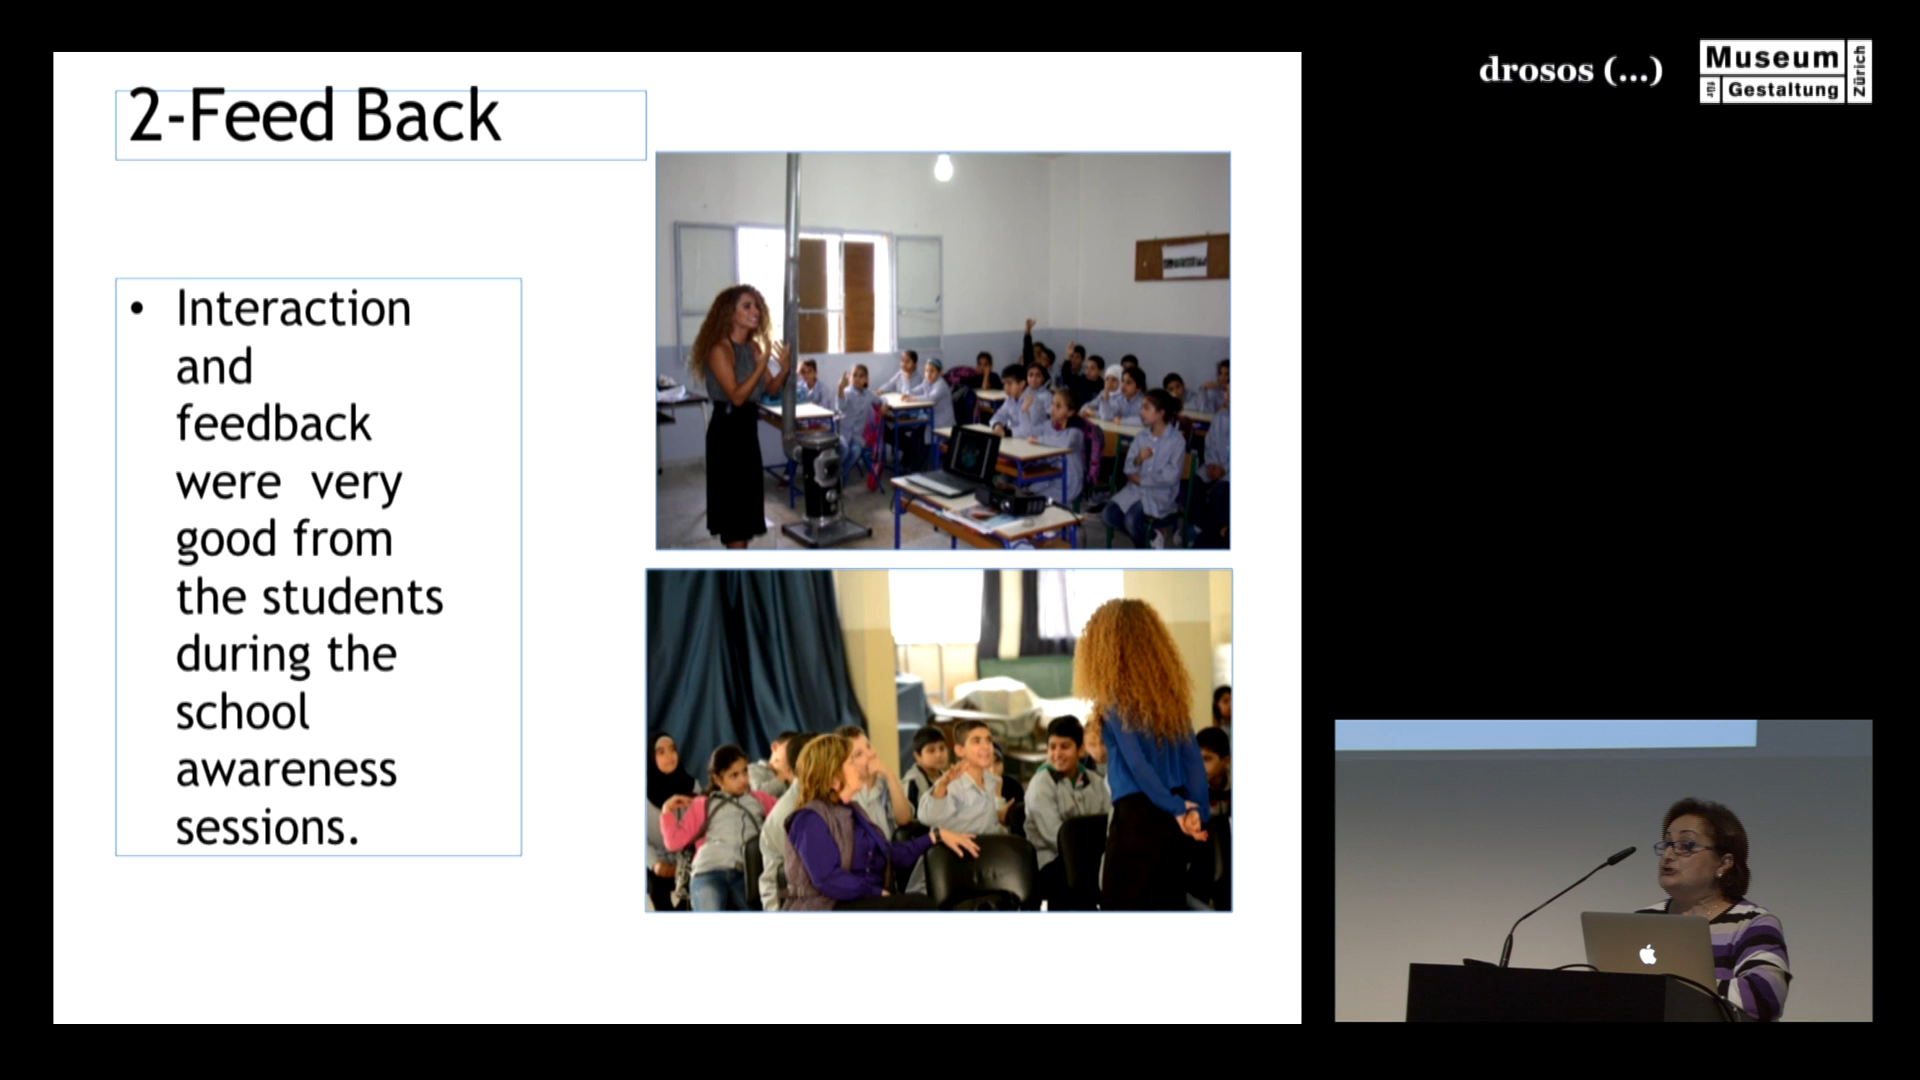 2-Feed Back
• Interaction
and
feedback
were very
good from
the students
during the
school
awareness
sessions.
drosos (...)
Museum
für Gestaltung
Zürich